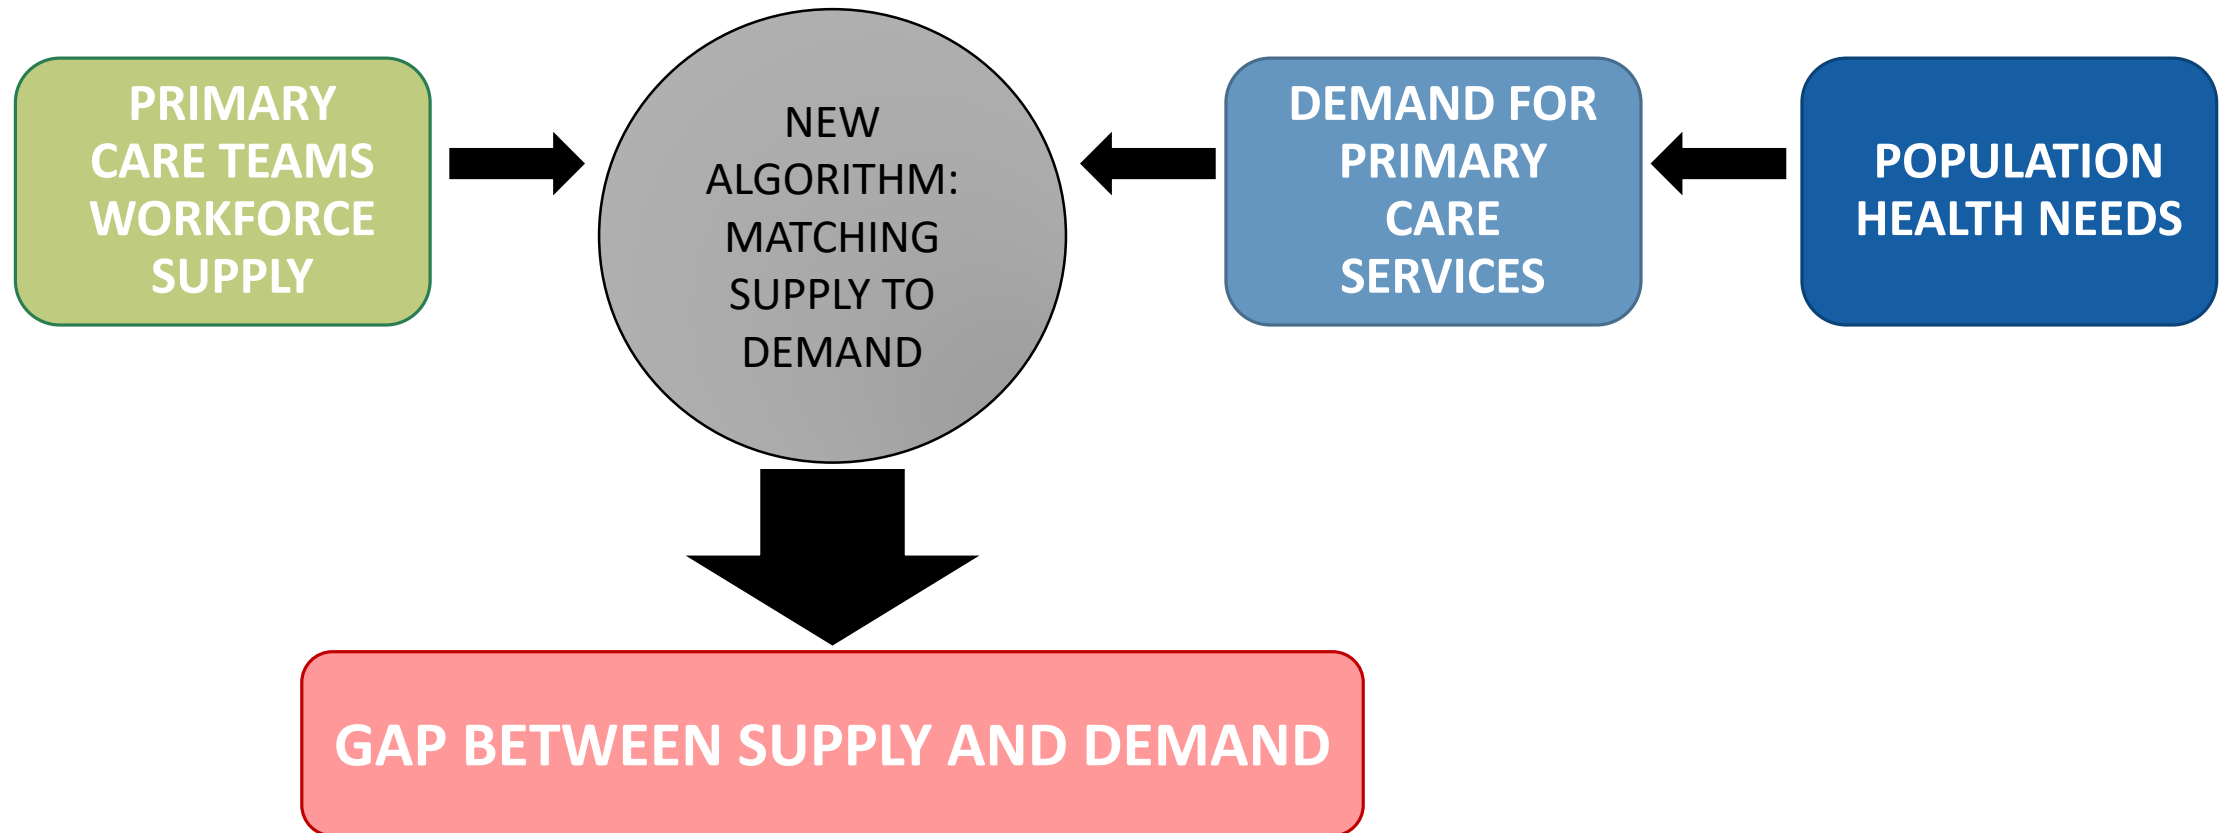 PRIMARY
CARE TEAMS
WORKFORCE
SUPPLY
NEW
ALGORITHM:
MATCHING
SUPPLY TO
DEMAND
DEMAND FOR
PRIMARY
CARE
SERVICES
POPULATION
HEALTH NEEDS
GAP BETWEEN SUPPLY AND DEMAND